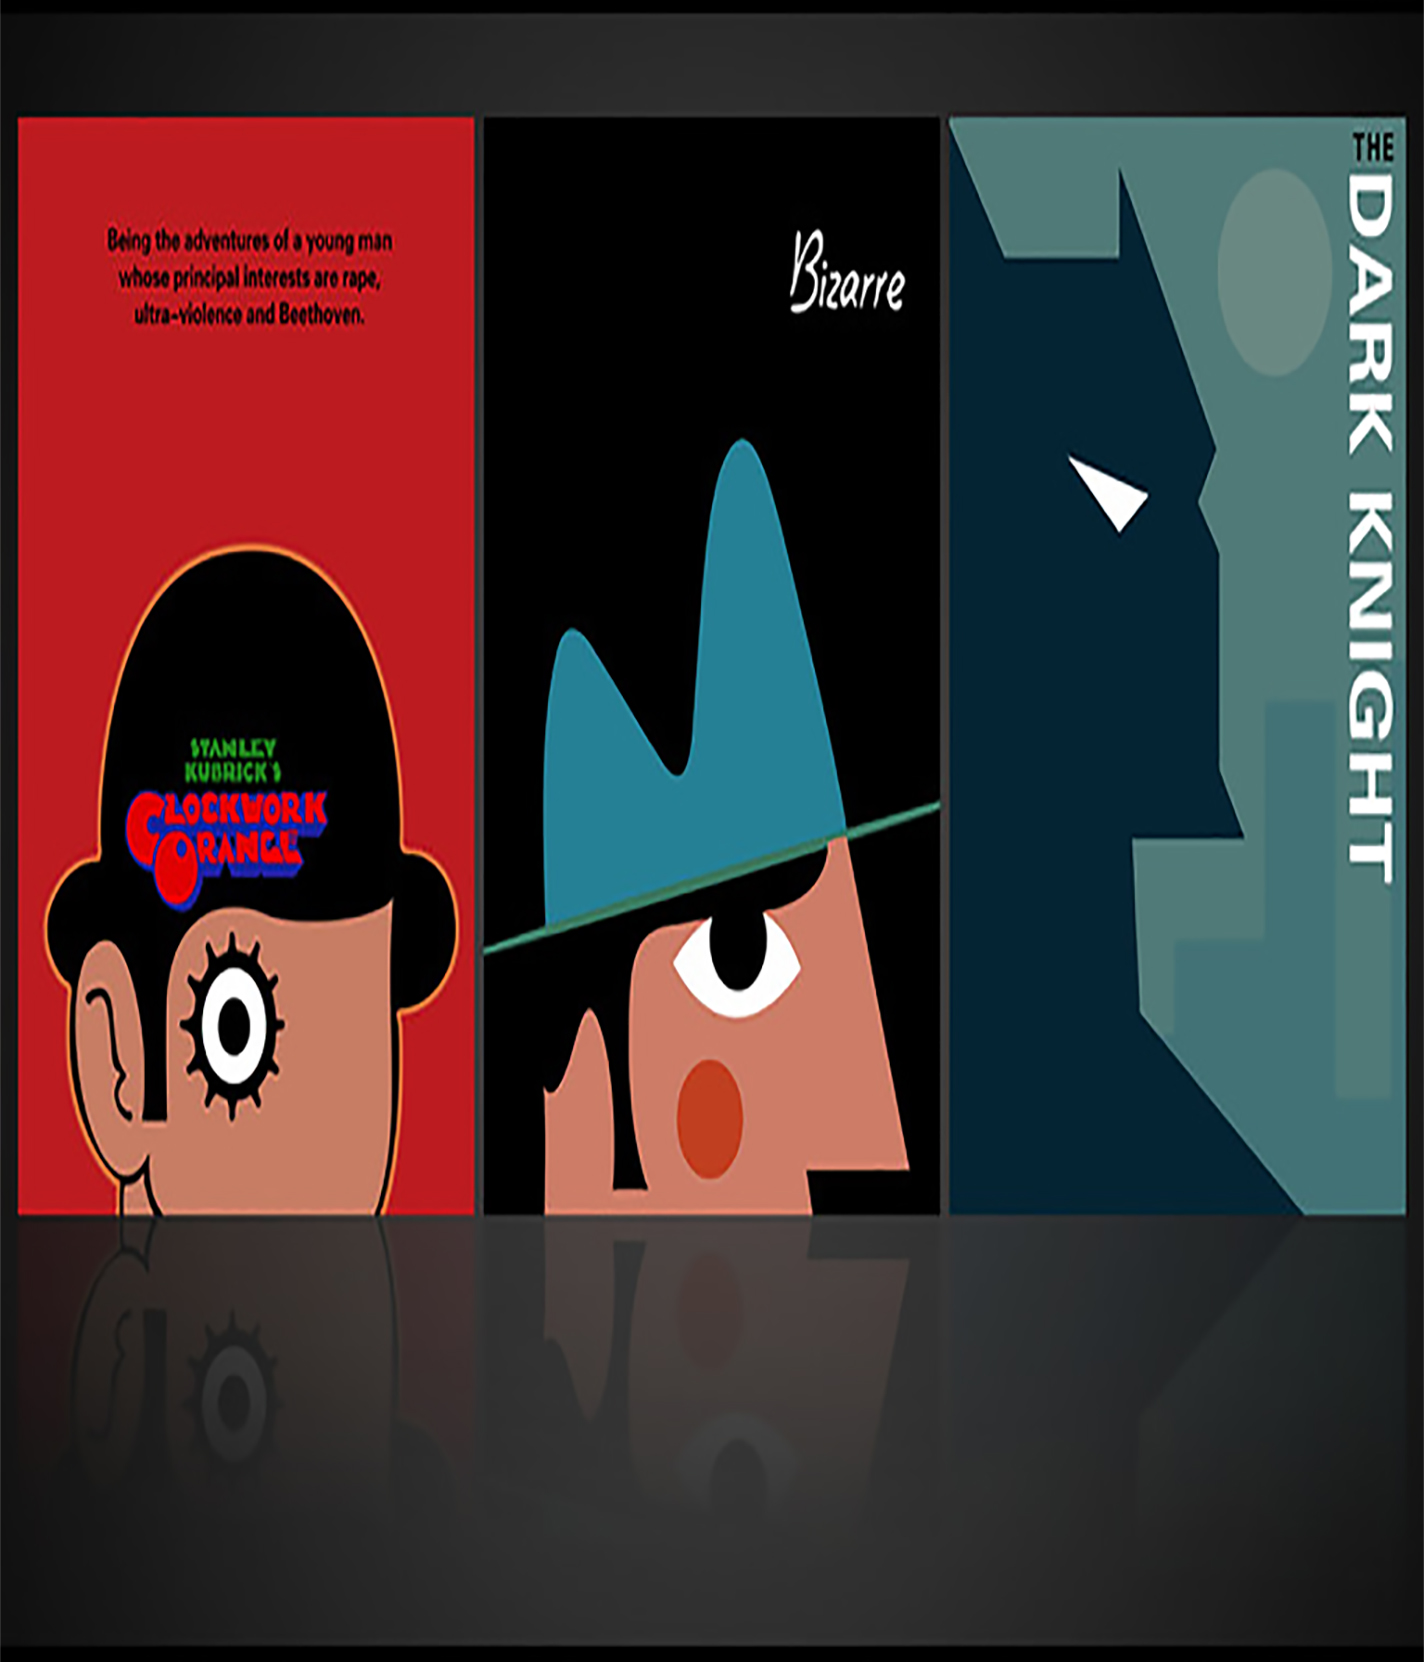 Being the adventures of a young man
whose principal interests are rape,
ultra-violence and Beethoven.
STANLEY
KUBRICK'S
CLOCKWORK
ORANGE
Bizarre
THE
DARK KNIGHT